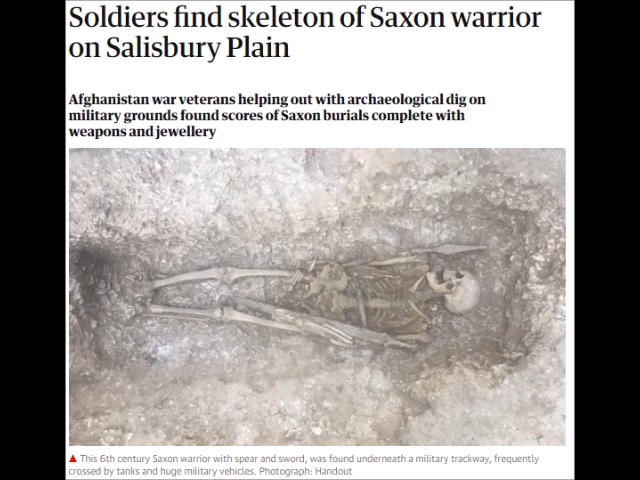 Soldiers find skeleton of Saxon warrior
on Salisbury Plain
Afghanistan war veterans helping out with archaeological dig on
military grounds found scores of Saxon burials complete with
weapons and jewellery
This 6th century Saxon warrior with spear and sword, was found underneath a military trackway, frequently
crossed by tanks and huge military vehicles. Photograph: Handout